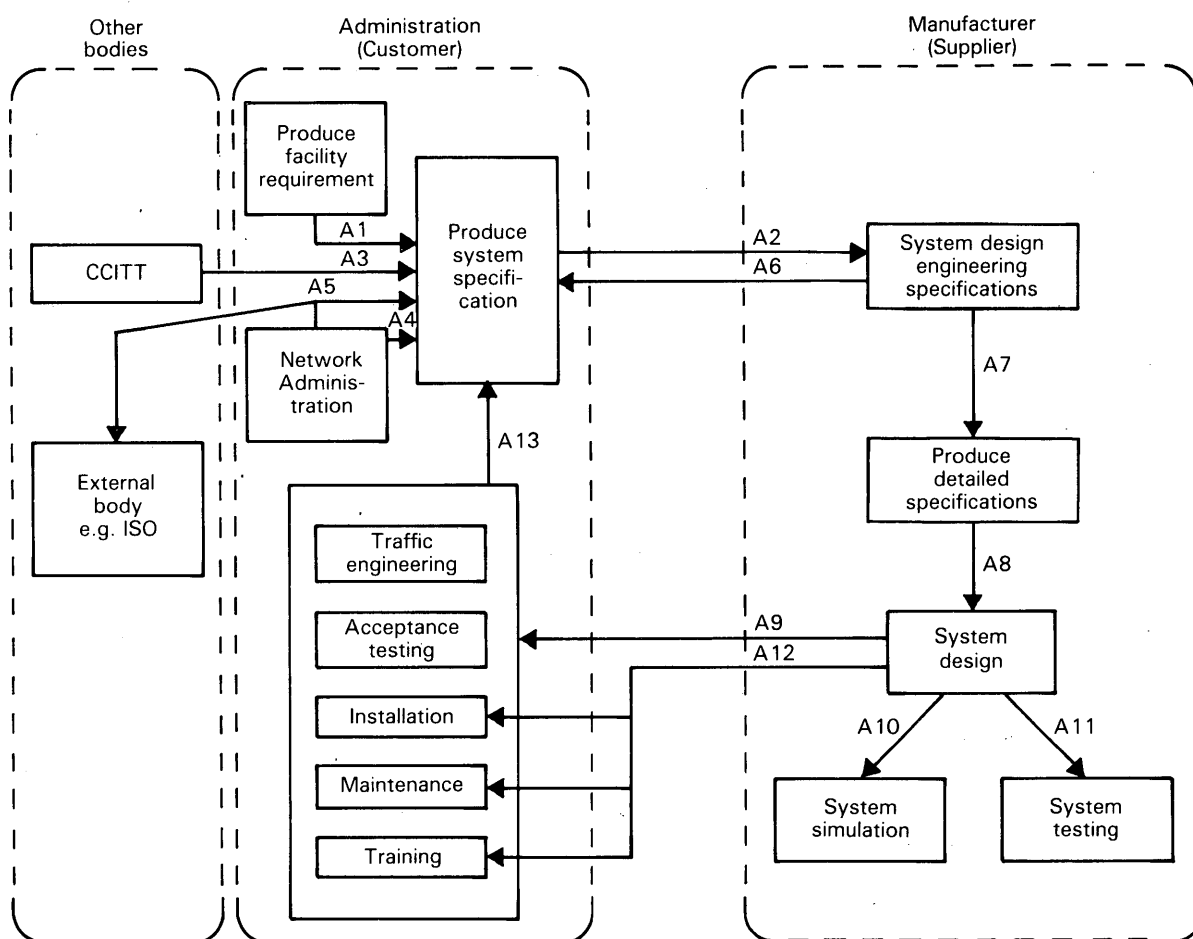 Other
bodies
Administration
(Customer)
Manufacturer
(Supplier)
Produce
facility
requirement
A1
CCITT
A3
A5
A4
Network
Adminis-
tration
External
body
e.g. ISO
Produce
system
specifi-
cation
A13
A2
A6
System design
engineering
specifications
A7
Produce
detailed
specifications
A8
System
design
A9
A12
Traffic
engineering
Acceptance
testing
Installation
Maintenance
Training
A10
A11
System
simulation
System
testing